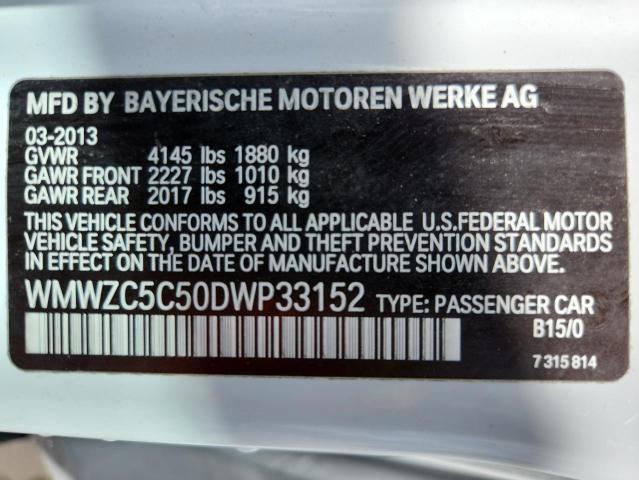 MFD BY BAYERISCHE MOTOREN WERKE AG
03-2013
GVWR 4145 lbs 1880 kg
GAWR FRONT 2227 lbs 1010 kg
GAWR REAR 2017 lbs 915 kg
THIS VEHICLE CONFORMS TO ALL APPLICABLE U.S.FEDERAL MOTOR
VEHICLE SAFETY, BUMPER AND THEFT PREVENTION STANDARDS
IN EFFECT ON THE DATE OF MANUFACTURE SHOWN ABOVE.
WMWZC5C50DWP33152 TYPE: PASSENGER CAR
B15/0
7 315 814